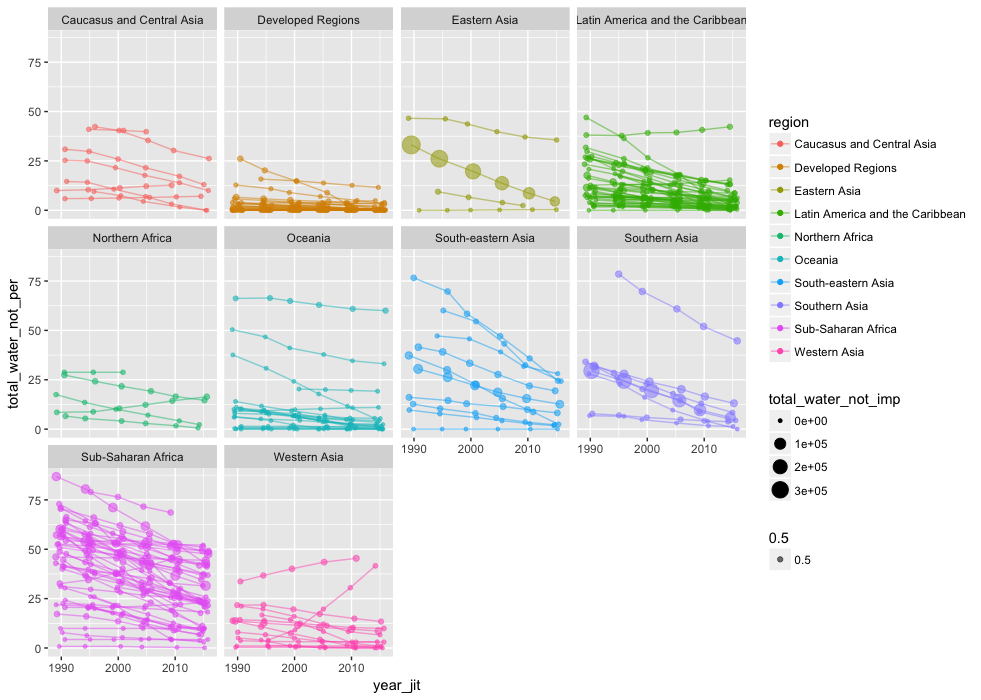 Caucasus and Central Asia
Developed Regions
Eastern Asia
Latin America and the Caribbean
75
50
25
0
Northern Africa
Oceania
South-eastern Asia
Southern Asia
75
50
25
0
1990
2000
2010
1990
2000
2010
Sub-Saharan Africa
Western Asia
75
50
25
0
1990
2000
2010
1990
2000
2010
year_jit
total_water_not_per
region
Caucasus and Central Asia
Developed Regions
Eastern Asia
Latin America and the Caribbean
Northern Africa
Oceania
South-eastern Asia
Southern Asia
Sub-Saharan Africa
Western Asia
total_water_not_imp
0e+00
1e+05
2e+05
3e+05
0.5
0.5